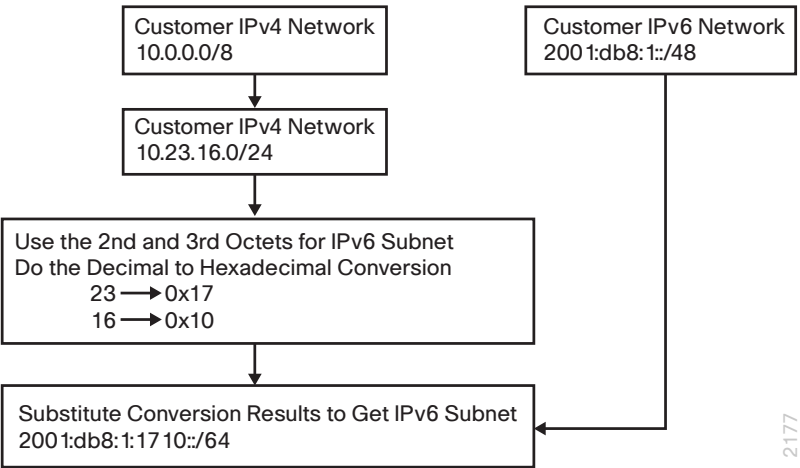 Customer IPv4 Network
10.0.0.0/8
Customer IPv6 Network
2001:db8:1::/48
Customer IPv4 Network
10.23.16.0/24
Use the 2nd and 3rd Octets for IPv6 Subnet
Do the Decimal to Hexadecimal Conversion
23 → 0x17
16 → 0x10
Substitute Conversion Results to Get IPv6 Subnet
2001:db8:1:1710::/64
2177